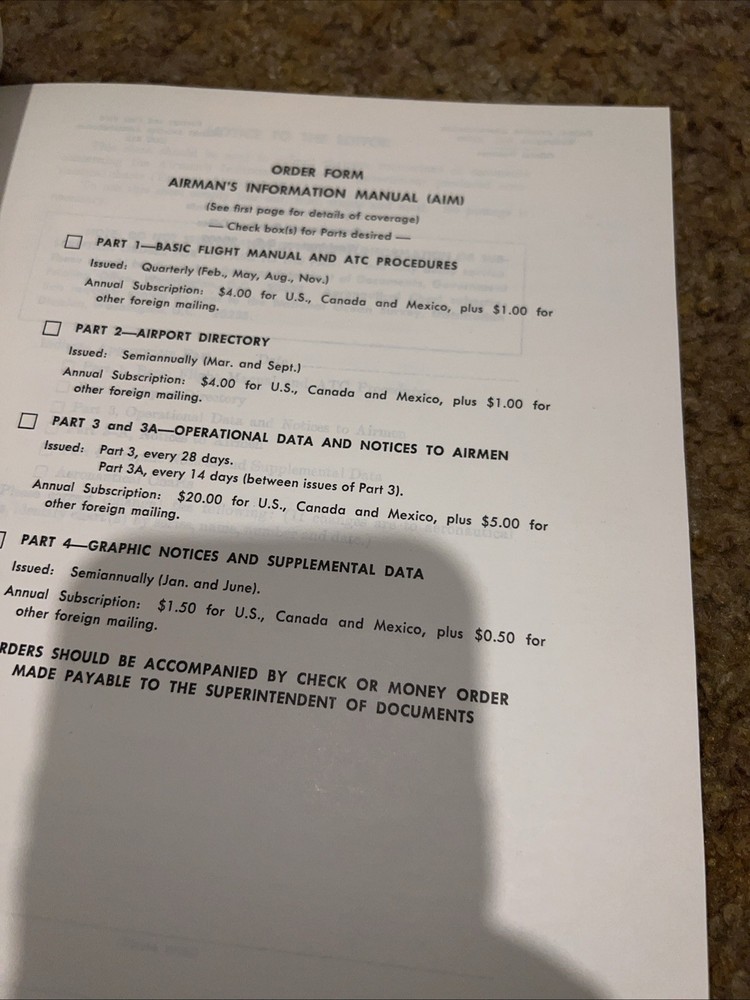 ORDER FORM
AIRMAN'S INFORMATION MANUAL (AIM)
(See first page for details of coverage)
— Check box(s) for Parts desired —
PART 1—BASIC FLIGHT MANUAL AND ATC PROCEDURES
Issued: Quarterly (Feb., May, Aug., Nov.)
Annual Subscription: $4.00 for U.S., Canada and Mexico, plus $1.00 for
other foreign mailing.
PART 2—AIRPORT DIRECTORY
Issued: Semiannually (Mar. and Sept.)
Annual Subscription: $4.00 for U.S., Canada and Mexico, plus $1.00 for
other foreign mailing.
PART 3 and 3A—OPERATIONAL DATA AND NOTICES TO AIRMEN
Issued: Part 3, every 28 days.
Part 3A, every 14 days (between issues of Part 3).
Annual Subscription: $20.00 for U.S., Canada and Mexico, plus $5.00 for
other foreign mailing.
PART 4—GRAPHIC NOTICES AND SUPPLEMENTAL DATA
Issued: Semiannually (Jan. and June).
Annual Subscription: $1.50 for U.S., Canada and Mexico, plus $0.50 for
other foreign mailing.
RDERS SHOULD BE ACCOMPANIED BY CHECK OR MONEY ORDER
MADE PAYABLE TO THE SUPERINTENDENT OF DOCUMENTS